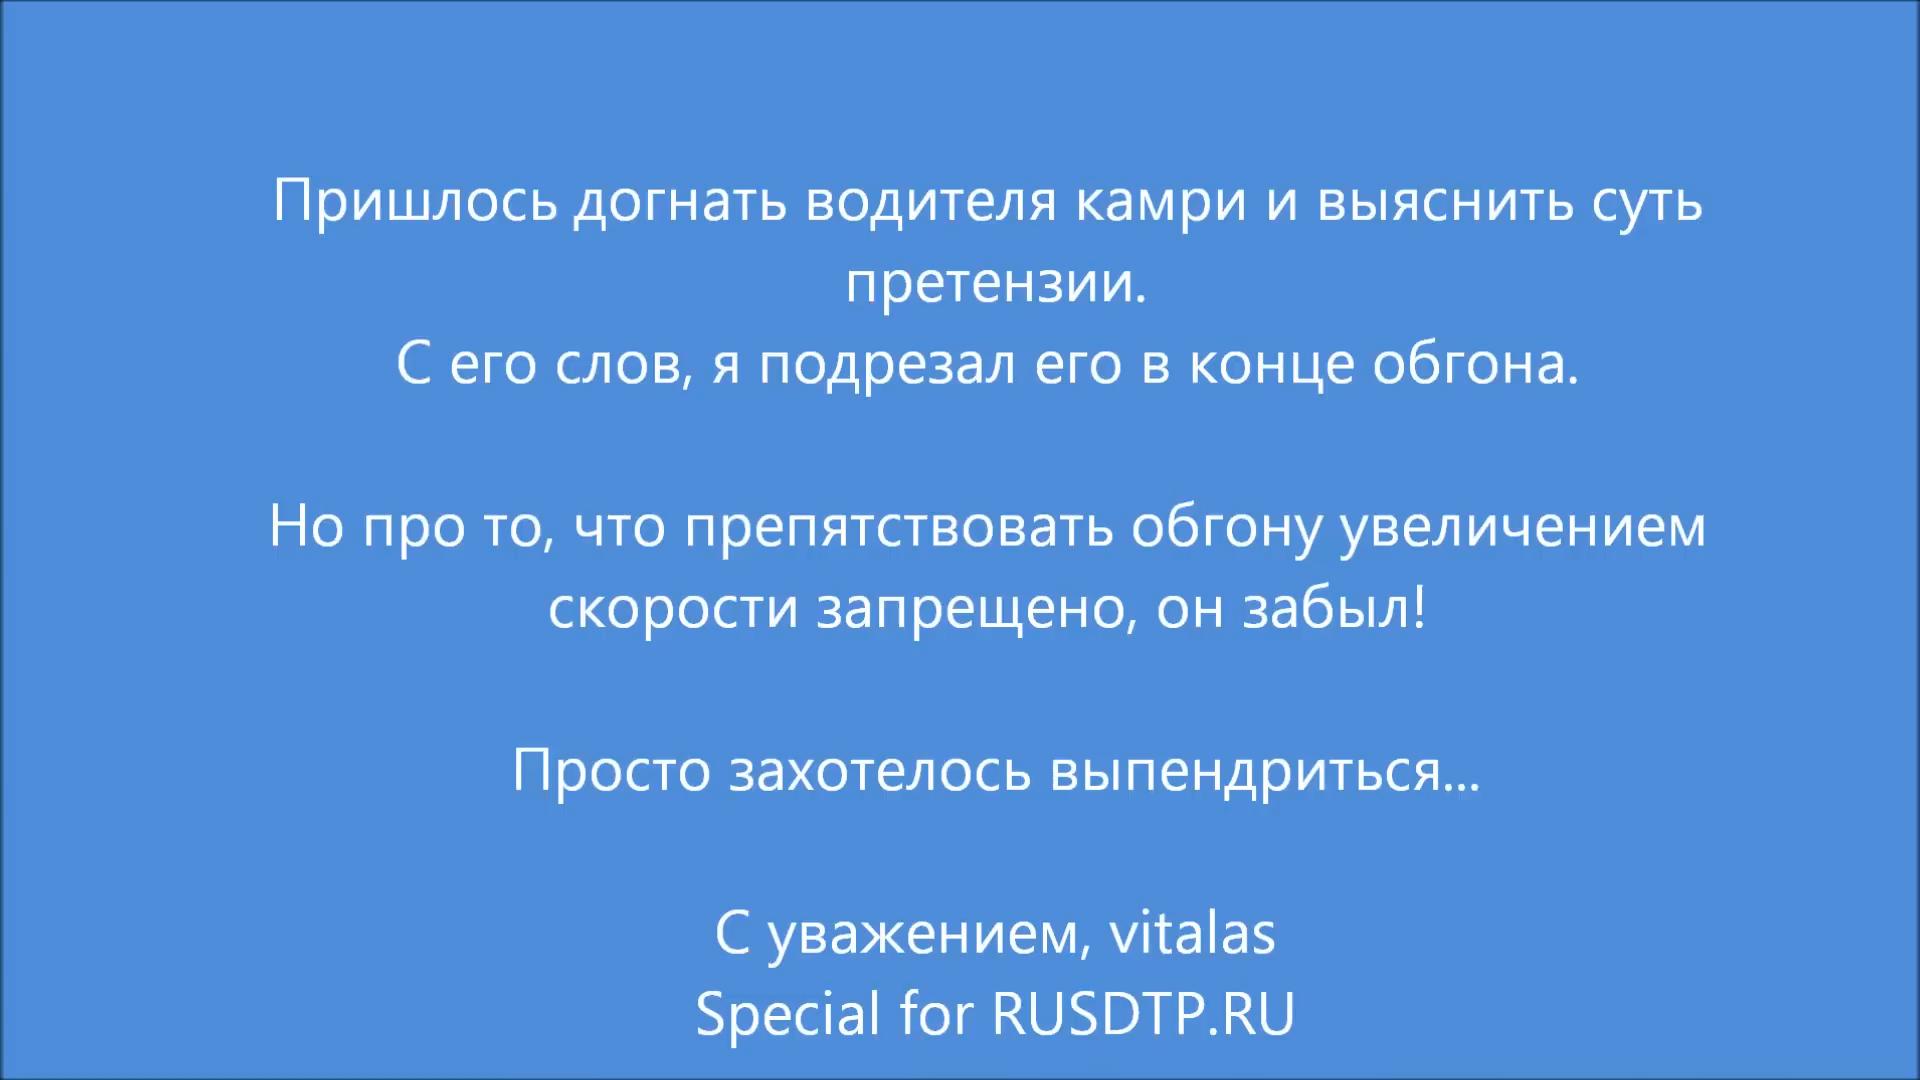 Пришлось догнать водителя камри и выяснить суть
претензии.
С его слов, я подрезал его в конце обгона.
Но про то, что препятствовать обгону увеличением
скорости запрещено, он забыл!
Просто захотелось выпендриться...
С уважением, vitalas
Special for RUSDTP.RU